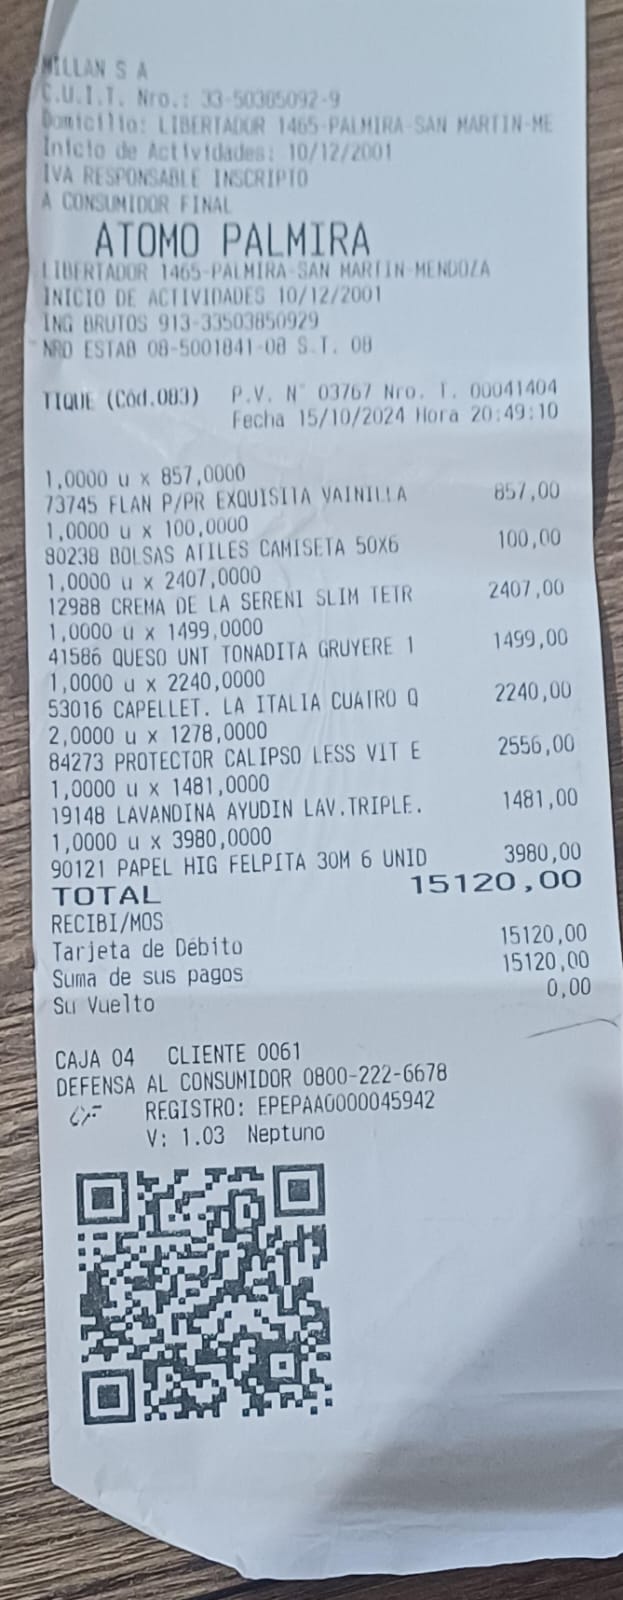 MILLAN S A
C.U.I.T. Nro.: 33-50385092-9
Domicilio: LIBERTADOR 1465-PALMIRA-SAN MARTIN-ME
Inicio de Actividades: 10/12/2001
IVA RESPONSABLE INSCRIPTO
A CONSUMIDOR FINAL
ATOMO PALMIRA
LIBERTADOR 1465-PALMIRA-SAN MARTIN-MENDOZA
INICIO DE ACTIVIDADES 10/12/2001
ING BRUTOS 913-33503850929
NRO ESTAB 08-5001841-08 S.T. 08
TIQUE (Cód.083) P.V. N° 03767 Nro. T. 00041404
Fecha 15/10/2024 Hora 20:49:10
1,0000 u x 857,0000
73745 FLAN P/PR EXQUISITA VAINILLA 857,00
1,0000 u x 100,0000
80238 BOLSAS ATILES CAMISETA 50X6 100,00
1,0000 u x 2407,0000
12988 CREMA DE LA SERENI SLIM TETR 2407,00
1,0000 u x 1499,0000
41586 QUESO UNT TONADITA GRUYERE 1 1499,00
1,0000 u x 2240,0000
53016 CAPELLET. LA ITALIA CUATRO Q 2240,00
2,0000 u x 1278,0000
84273 PROTECTOR CALIPSO LESS VIT E 2556,00
1,0000 u x 1481,0000
19148 LAVANDINA AYUDIN LAV.TRIPLE. 1481,00
1,0000 u x 3980,0000
90121 PAPEL HIG FELPITA 30M 6 UNID 3980,00
TOTAL 15120,00
RECIBI/MOS
Tarjeta de Débito 15120,00
Suma de sus pagos 15120,00
Su Vuelto 0,00
CAJA 04 CLIENTE 0061
DEFENSA AL CONSUMIDOR 0800-222-6678
CF REGISTRO: EPEPAA0000045942
V: 1.03 Neptuno